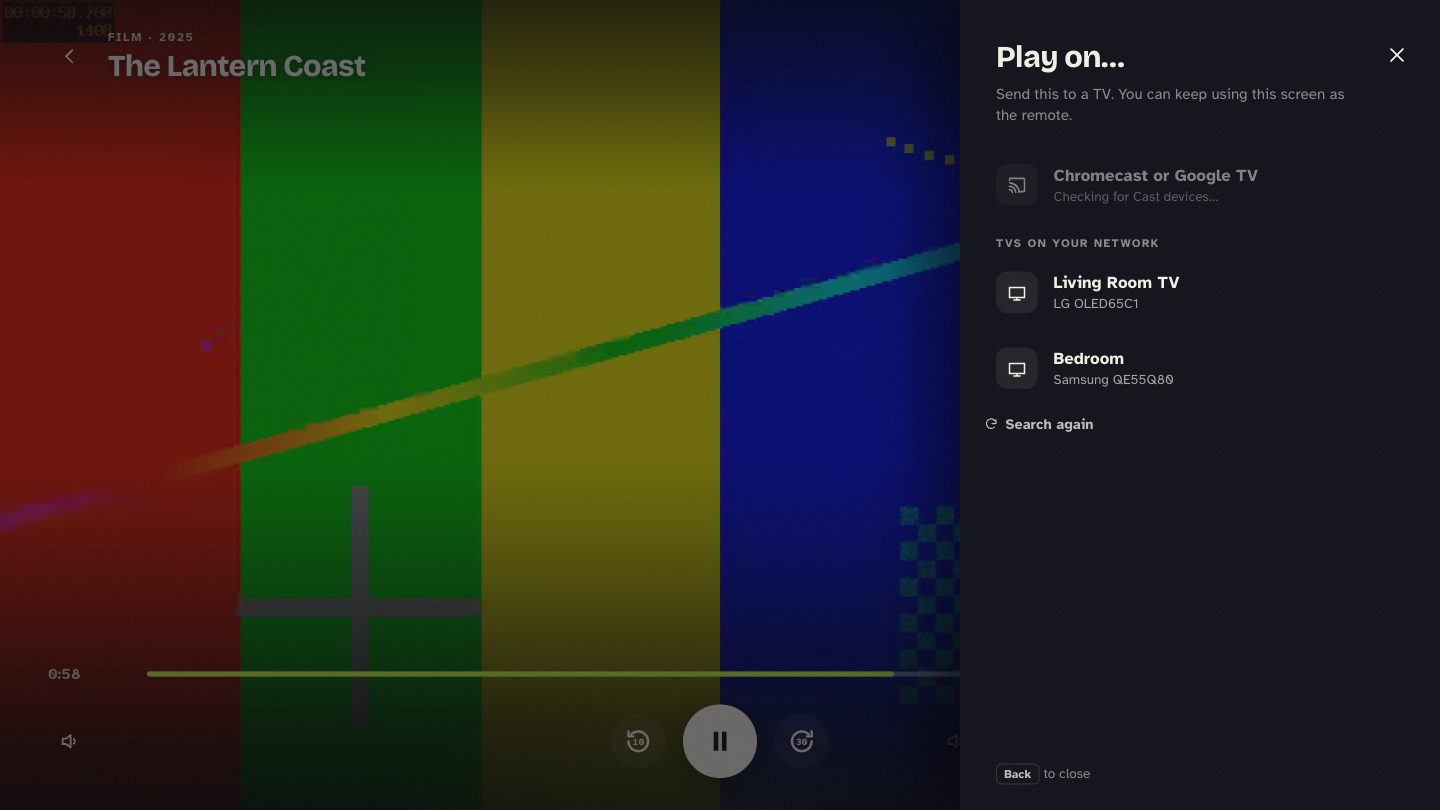 FILM · 2025
The Lantern Coast
Play on...
Send this to a TV. You can keep using this screen as
the remote.
Chromecast or Google TV
Checking for Cast devices...
TVS ON YOUR NETWORK
Living Room TV
LG OLED65C1
Bedroom
Samsung QE55Q80
Search again
0:58
10
30
Back to close